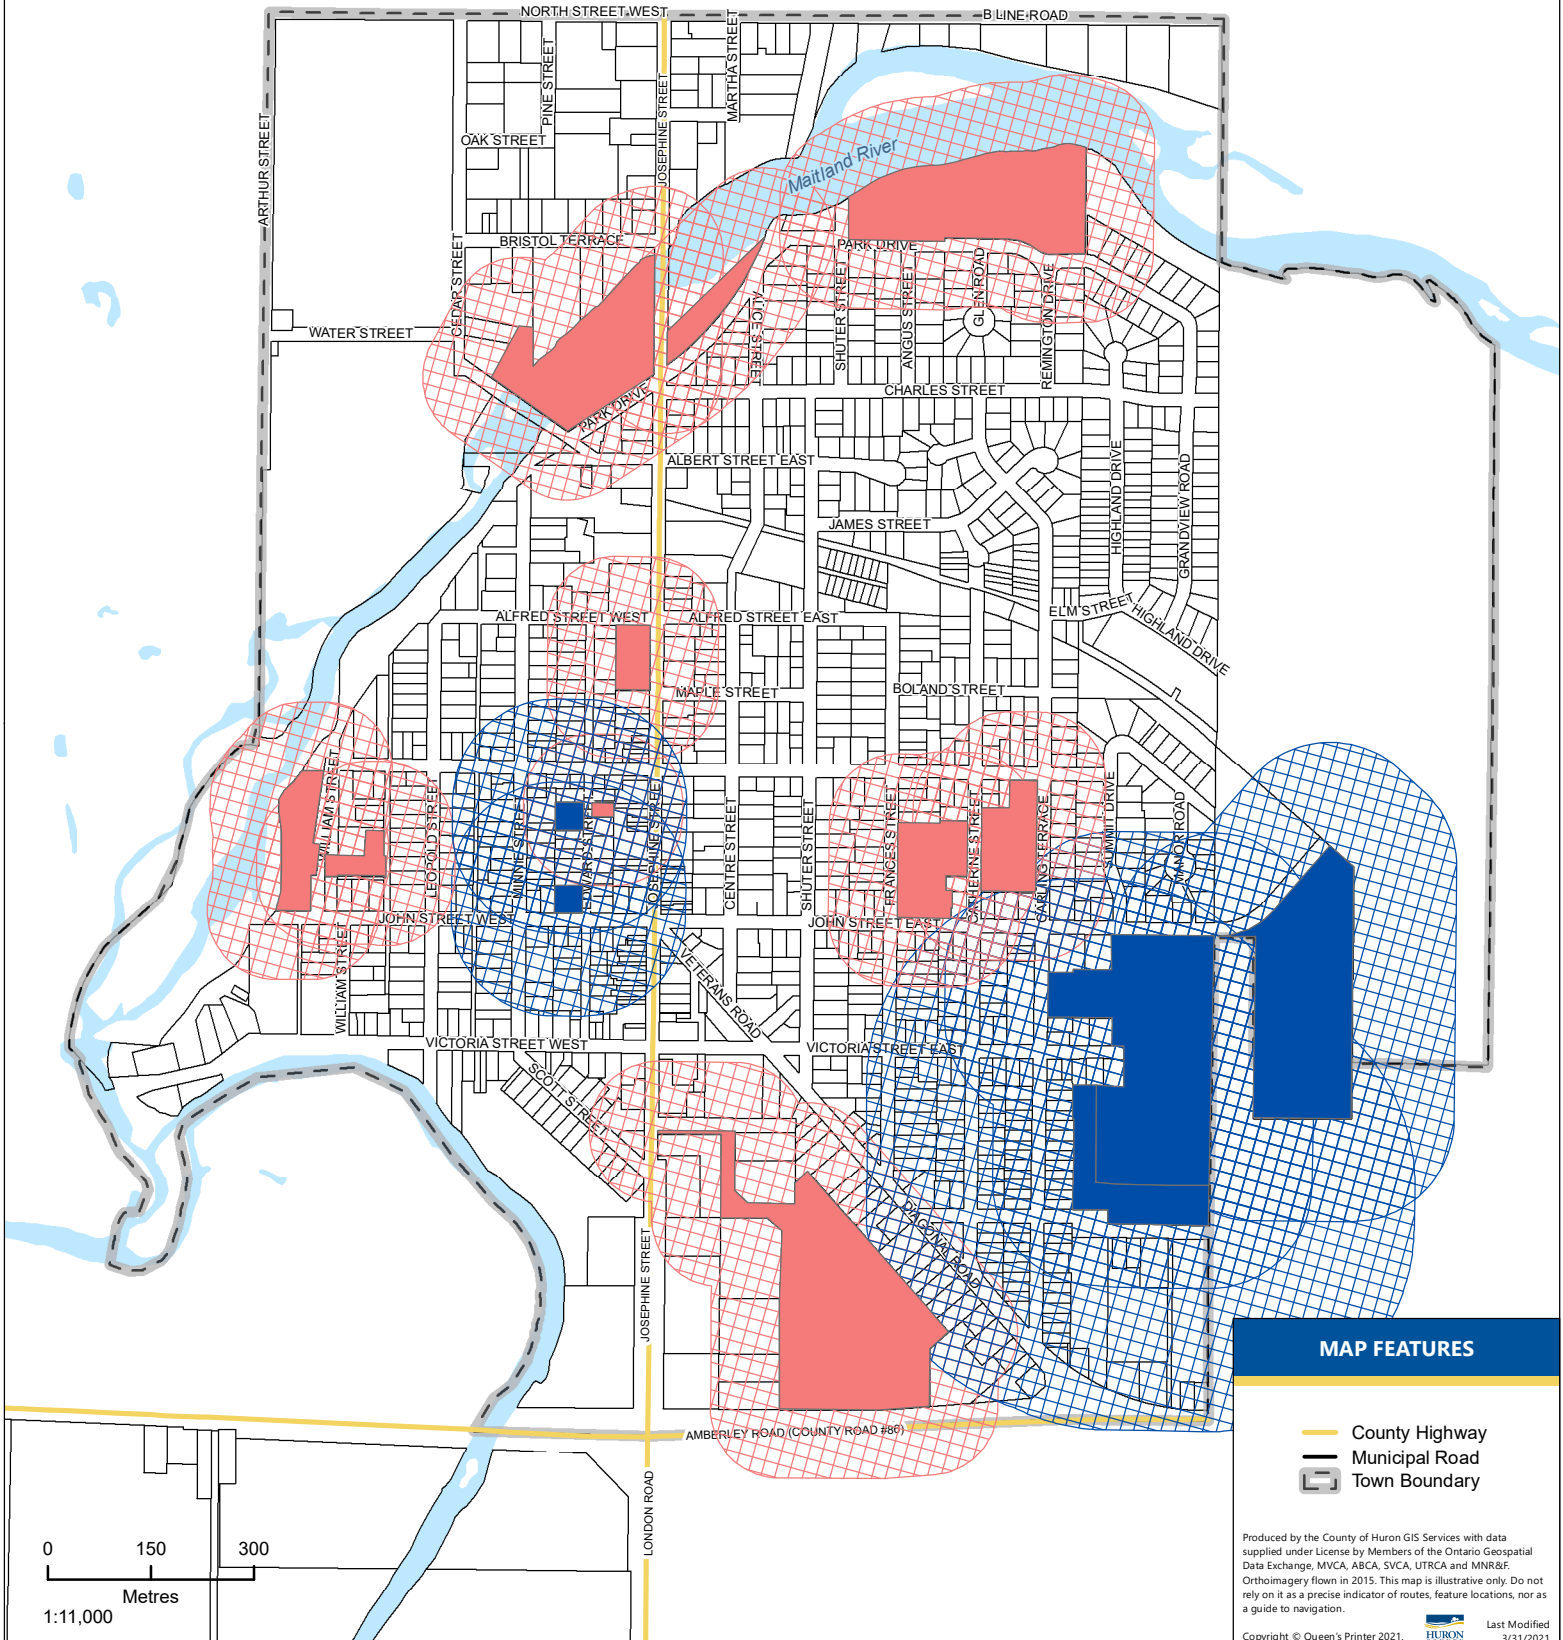 NORTH STREET WEST
B LINE ROAD
PINE STREET
MARTHA STREET
JOSEPHINE STREET
OAK STREET
ARTHUR STREET
Maitland River
BRISTOL TERRACE
PARK DRIVE
CEDAR STREET
SHUTER STREET
ANGUS STREET
GLEN ROAD
REMINGTON DRIVE
ALICE STREET
WATER STREET
CHARLES STREET
PARK DRIVE
ALBERT STREET EAST
HIGHLAND DRIVE
GRANDVIEW ROAD
JAMES STREET
ELM STREET
HIGHLAND DRIVE
ALFRED STREET WEST
ALFRED STREET EAST
MAPLE STREET
BOLAND STREET
WILLIAM STREET
LEOPOLD STREET
MINNIE STREET
EDWARD STREET
JOSEPHINE STREET
CENTRE STREET
SHUTER STREET
FRANCES STREET
CATHERINE STREET
CARLING TERRACE
SUMMIT DRIVE
MANOR ROAD
JOHN STREET WEST
JOHN STREET EAST
WILLIAM STREET
VETERANS ROAD
VICTORIA STREET WEST
VICTORIA STREET EAST
SCOTT STREET
DIAGONAL ROAD
JOSEPHINE STREET
AMBERLEY ROAD (COUNTY ROAD #86)
LONDON ROAD
MAP FEATURES
County Highway
Municipal Road
Town Boundary
Produced by the County of Huron GIS Services with data
supplied under License by Members of the Ontario Geospatial
Data Exchange, MVCA, ABCA, SVCA, UTRCA and MNR&F.
Orthoimagery flown in 2015. This map is illustrative only. Do not
rely on it as a precise indicator of routes, feature locations, nor as
a guide to navigation.
Copyright © Queen's Printer 2021.
HURON
Last Modified
3/31/2021
0 150 300
Metres
1:11,000